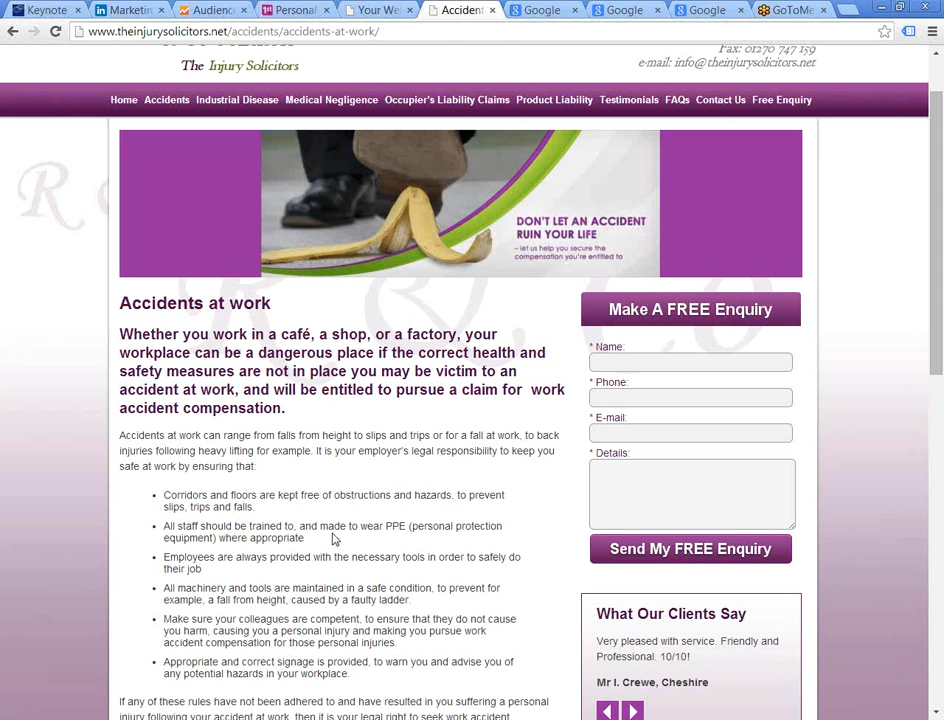 Keynote
Marketin
Audience
Personal
Your We
Accident
Google
Google
Google
GoToMe
www.theinjurysolicitors.net/accidents/accidents-at-work/
The Injury Solicitors
Fax: 01270 747 159
e-mail: info@theinjurysolicitors.net
Home Accidents Industrial Disease Medical Negligence Occupier's Liability Claims Product Liability Testimonials FAQs Contact Us Free Enquiry
DON'T LET AN ACCIDENT
RUIN YOUR LIFE
– let us help you secure the
compensation you're entitled to
Accidents at work
Whether you work in a café, a shop, or a factory, your
workplace can be a dangerous place if the correct health and
safety measures are not in place you may be victim to an
accident at work, and will be entitled to pursue a claim for work
accident compensation.
Accidents at work can range from falls from height to slips and trips or for a fall at work, to back
injuries following heavy lifting for example. It is your employer's legal responsibility to keep you
safe at work by ensuring that:
• Corridors and floors are kept free of obstructions and hazards, to prevent
slips, trips and falls.
• All staff should be trained to, and made to wear PPE (personal protection
equipment) where appropriate
• Employees are always provided with the necessary tools in order to safely do
their job
• All machinery and tools are maintained in a safe condition, to prevent for
example, a fall from height, caused by a faulty ladder.
• Make sure your colleagues are competent, to ensure that they do not cause
you harm, causing you a personal injury and making you pursue work
accident compensation for those personal injuries.
• Appropriate and correct signage is provided, to warn you and advise you of
any potential hazards in your workplace.
If any of these rules have not been adhered to and have resulted in you suffering a personal
injury following your accident at work, then it is your legal right to seek work accident
Make A FREE Enquiry
* Name:
* Phone:
* E-mail:
* Details:
Send My FREE Enquiry
What Our Clients Say
Very pleased with service. Friendly and
Professional. 10/10!
Mr I. Crewe, Cheshire